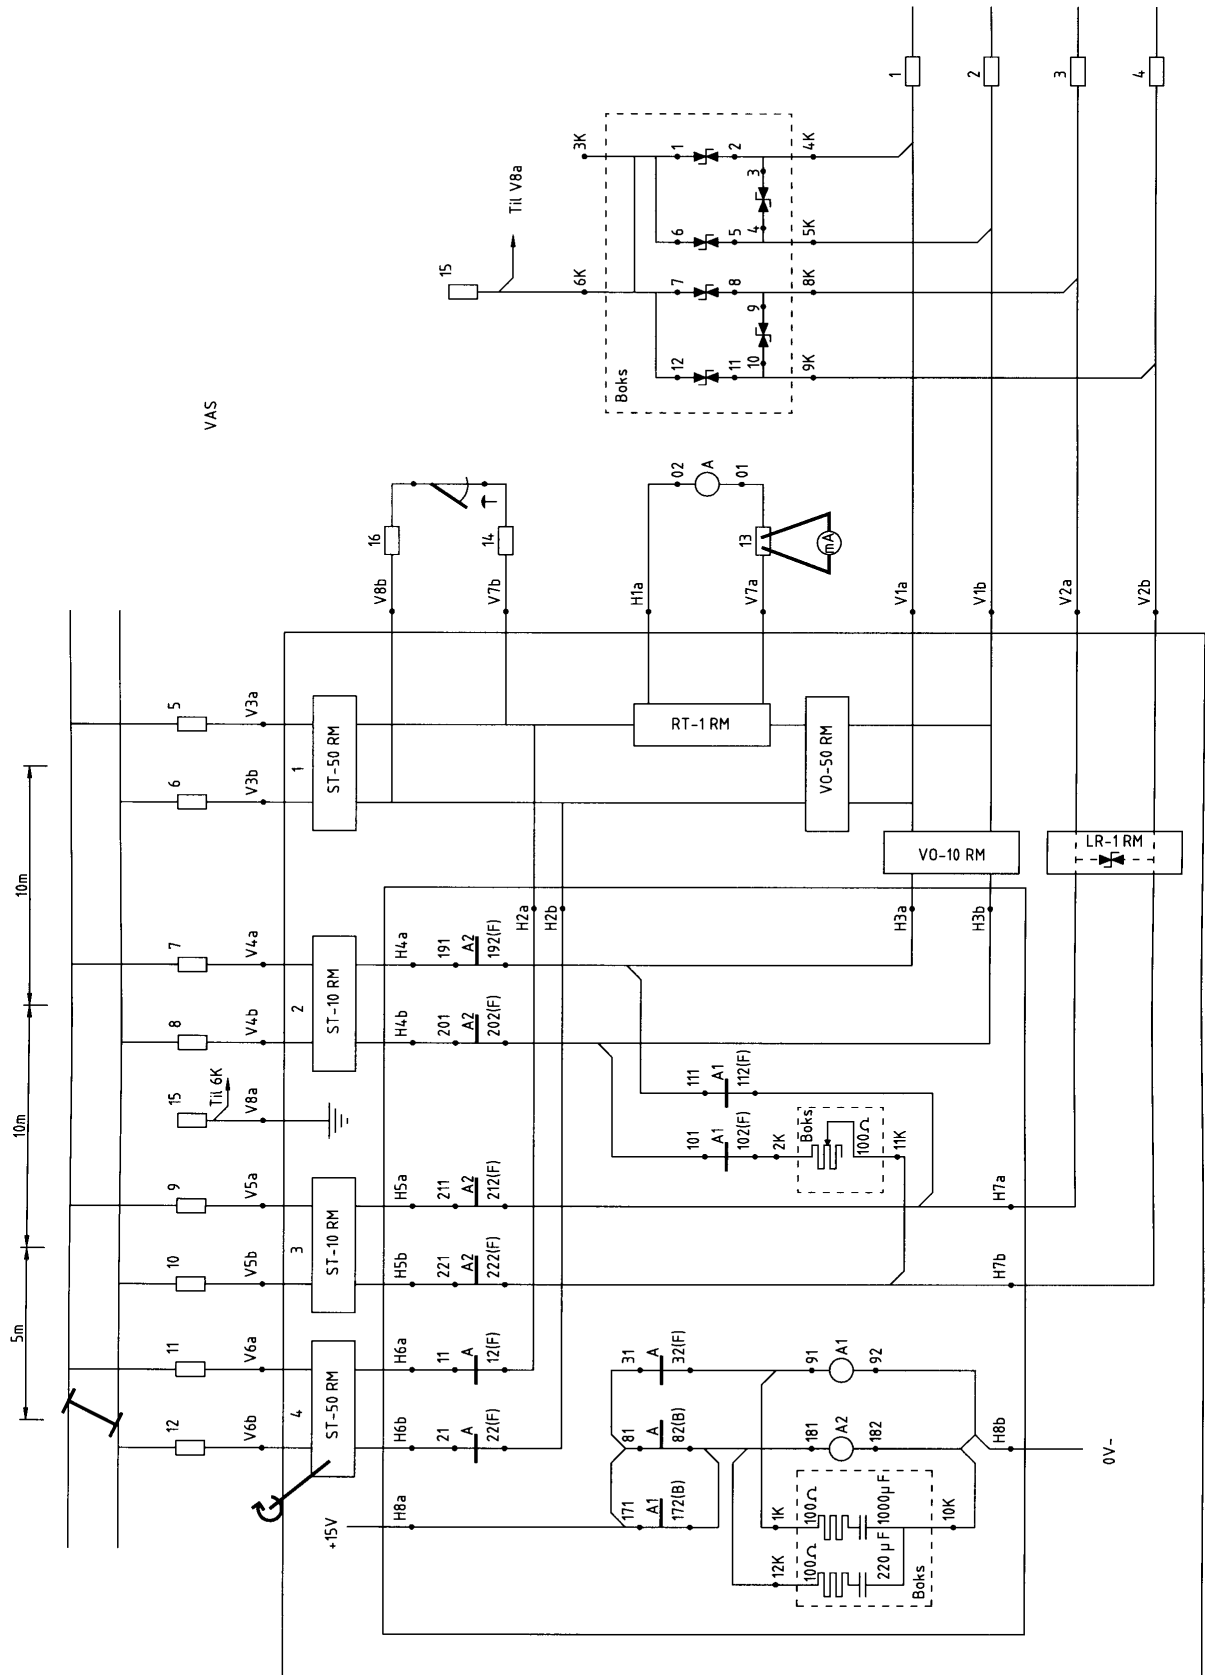 5m
10m
10m
12
11
10
9
15
8
7
6
5
V6b
V6a
V5b
V5a
Til 6K
V8a
V4b
V4a
V3b
V3a
4
ST-50 RM
3
ST-10 RM
2
ST-10 RM
1
ST-50 RM
+15V
H8a
H6b
H6a
H5b
H5a
H4b
H4a
21
A
22(F)
11
A
12(F)
221
A2
222(F)
211
A2
212(F)
201
A2
202(F)
191
A2
192(F)
H2a
H2b
V8b
16
V7b
14
VAS
15
Til V8a
6K
3K
H1a
02
A
01
V7a
13
mA
RT-1 RM
VO-50 RM
Boks
12
11
10
9
7
8
6
5
4
3
1
2
9K
8K
5K
4K
171
A1
172(B)
81
A
82(B)
31
A
32(F)
101
A1
102(F)
111
A1
112(F)
2K
Boks
100Ω
11K
12K
1K
100Ω
100Ω
220 µF
1000µF
Boks
10K
181
A2
182
91
A1
92
H8b
0V-
H7b
H7a
H3a
H3b
VO-10 RM
LR-1 RM
V1a
V1b
V2a
V2b
1
2
3
4